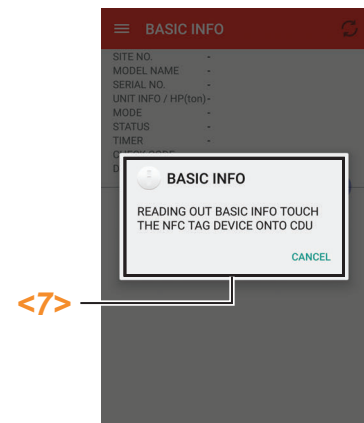 BASIC INFO
SITE NO. -
MODEL NAME -
SERIAL NO. -
UNIT INFO / HP(ton)-
MODE -
STATUS -
TIMER -
BASIC INFO
READING OUT BASIC INFO TOUCH
THE NFC TAG DEVICE ONTO CDU
CANCEL
<7>